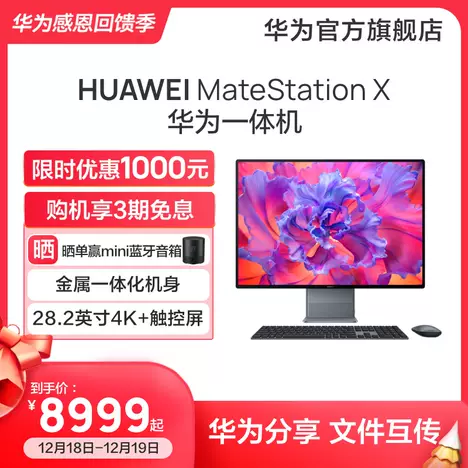 华为感恩回馈季
华为官方旗舰店
HUAWEI MateStation X
华为一体机
限时优惠1000元
购机享3期免息
晒 晒单赢mini蓝牙音箱
金属一体化机身
28.2英寸4K+触控屏
到手价：
¥8999起
12月18日-12月19日
华为分享 文件互传